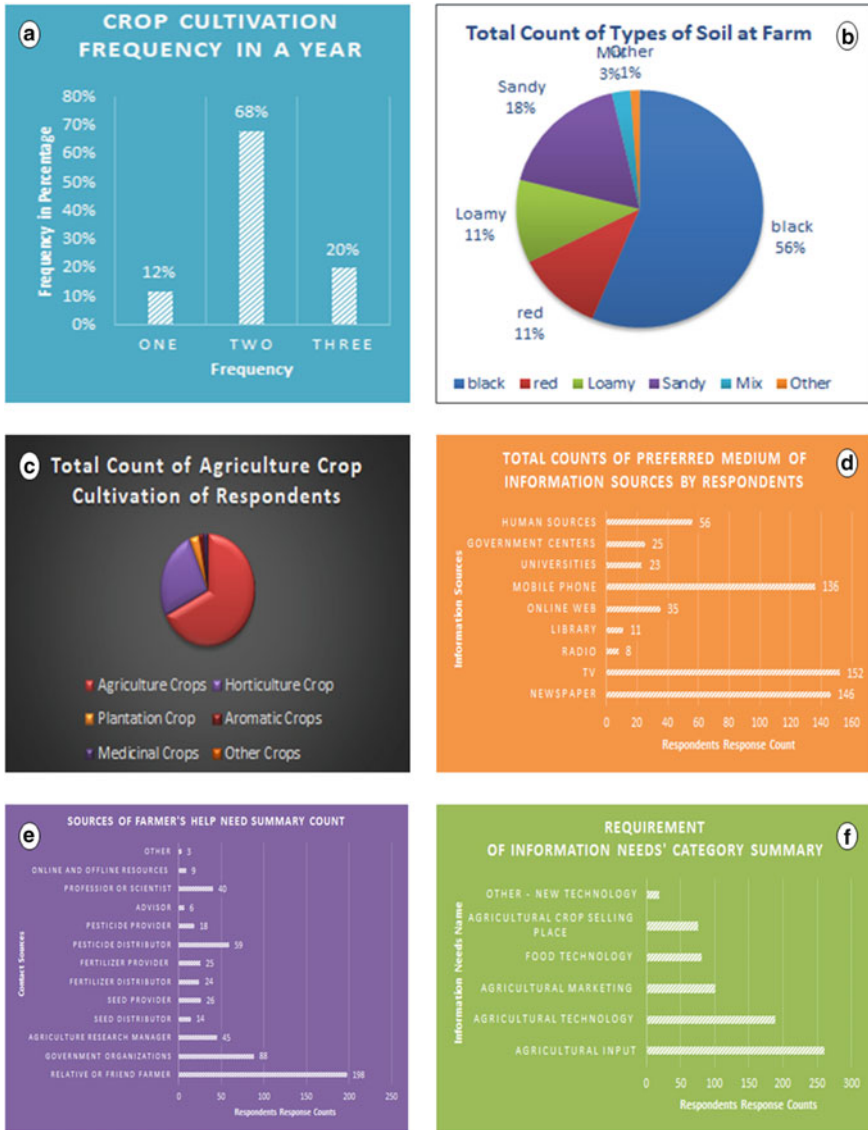 a
CROP CULTIVATION
FREQUENCY IN A YEAR
Frequency in Percentage
80%
70%
60%
50%
40%
30%
20%
10%
0%
12%
68%
20%
ONE
TWO
THREE
Frequency
b
Total Count of Types of Soil at Farm
Mix
3%
Other
1%
Sandy
18%
Loamy
11%
red
11%
black
56%
black red Loamy Sandy Mix Other
c
Total Count of Agriculture Crop
Cultivation of Respondents
Agriculture Crops Horticulture Crop
Plantation Crop Aromatic Crops
Medicinal Crops Other Crops
d
TOTAL COUNTS OF PREFERRED MEDIUM OF
INFORMATION SOURCES BY RESPONDENTS
Information Sources
HUMAN SOURCES 56
GOVERNMENT CENTERS 25
UNIVERSITIES 23
MOBILE PHONE 136
ONLINE WEB 35
LIBRARY 11
RADIO 8
TV 152
NEWSPAPER 146
0 20 40 60 80 100 120 140 160
Respondents Response Count
e
SOURCES OF FARMER'S HELP NEED SUMMARY COUNT
Contact Sources
OTHER 3
ONLINE AND OFFLINE RESOURCES 9
PROFESSIOR OR SCIENTIST 40
ADVISOR 6
PESTICIDE PROVIDER 18
PESTICIDE DISTRIBUTOR 59
FERTILIZER PROVIDER 25
FERTILIZER DISTRIBUTOR 24
SEED PROVIDER 26
SEED DISTRIBUTOR 14
AGRICULTURE RESEARCH MANAGER 45
GOVERNMENT ORGANIZATIONS 88
RELATIVE OR FRIEND FARMER 198
0 50 100 150 200 250
Respondents Response Counts
f
REQUIREMENT
OF INFORMATION NEEDS' CATEGORY SUMMARY
Information Needs Name
OTHER - NEW TECHNOLOGY
AGRICULTURAL CROP SELLING
PLACE
FOOD TECHNOLOGY
AGRICULTURAL MARKETING
AGRICULTURAL TECHNOLOGY
AGRICULTURAL INPUT
0 50 100 150 200 250 300
Respondents Response Counts